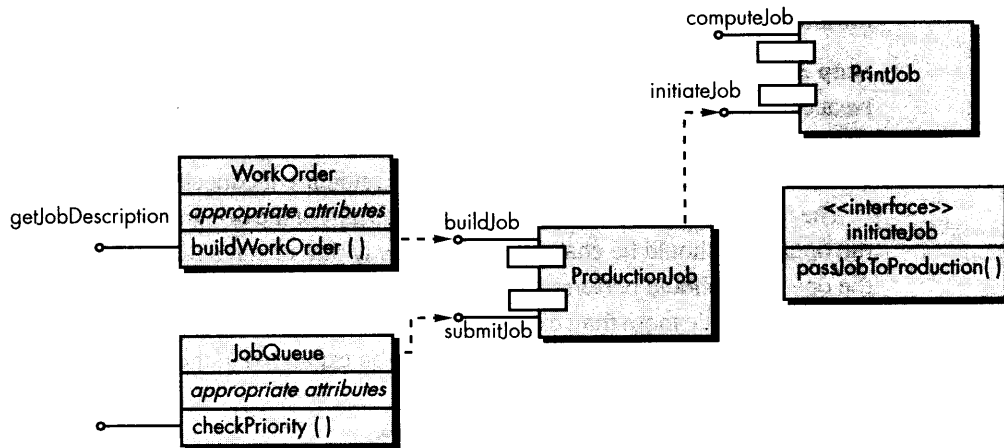 computeJob
PrintJob
initiateJob
WorkOrder
appropriate attributes
getJobDescription
buildWorkOrder ( )
buildJob
ProductionJob
submitJob
<<interface>>
initiateJob
passJobToProduction( )
JobQueue
appropriate attributes
checkPriority ( )